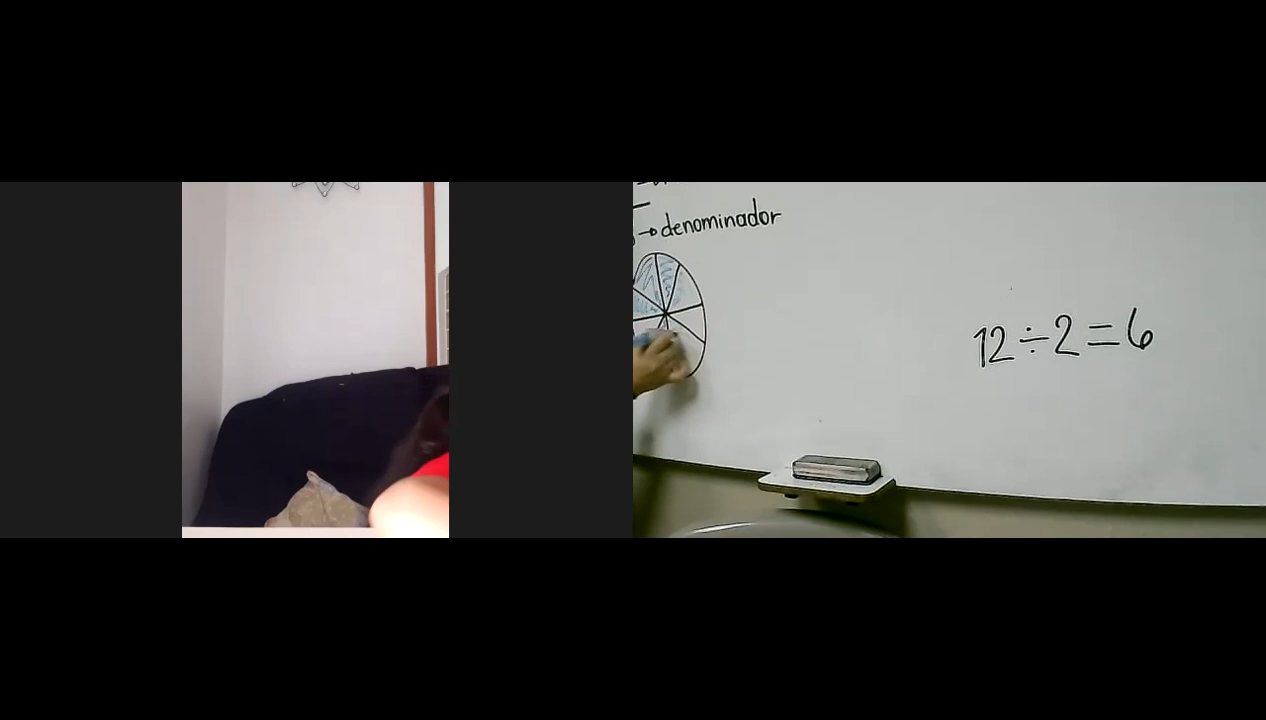 → denominador
12 ÷ 2 = 6